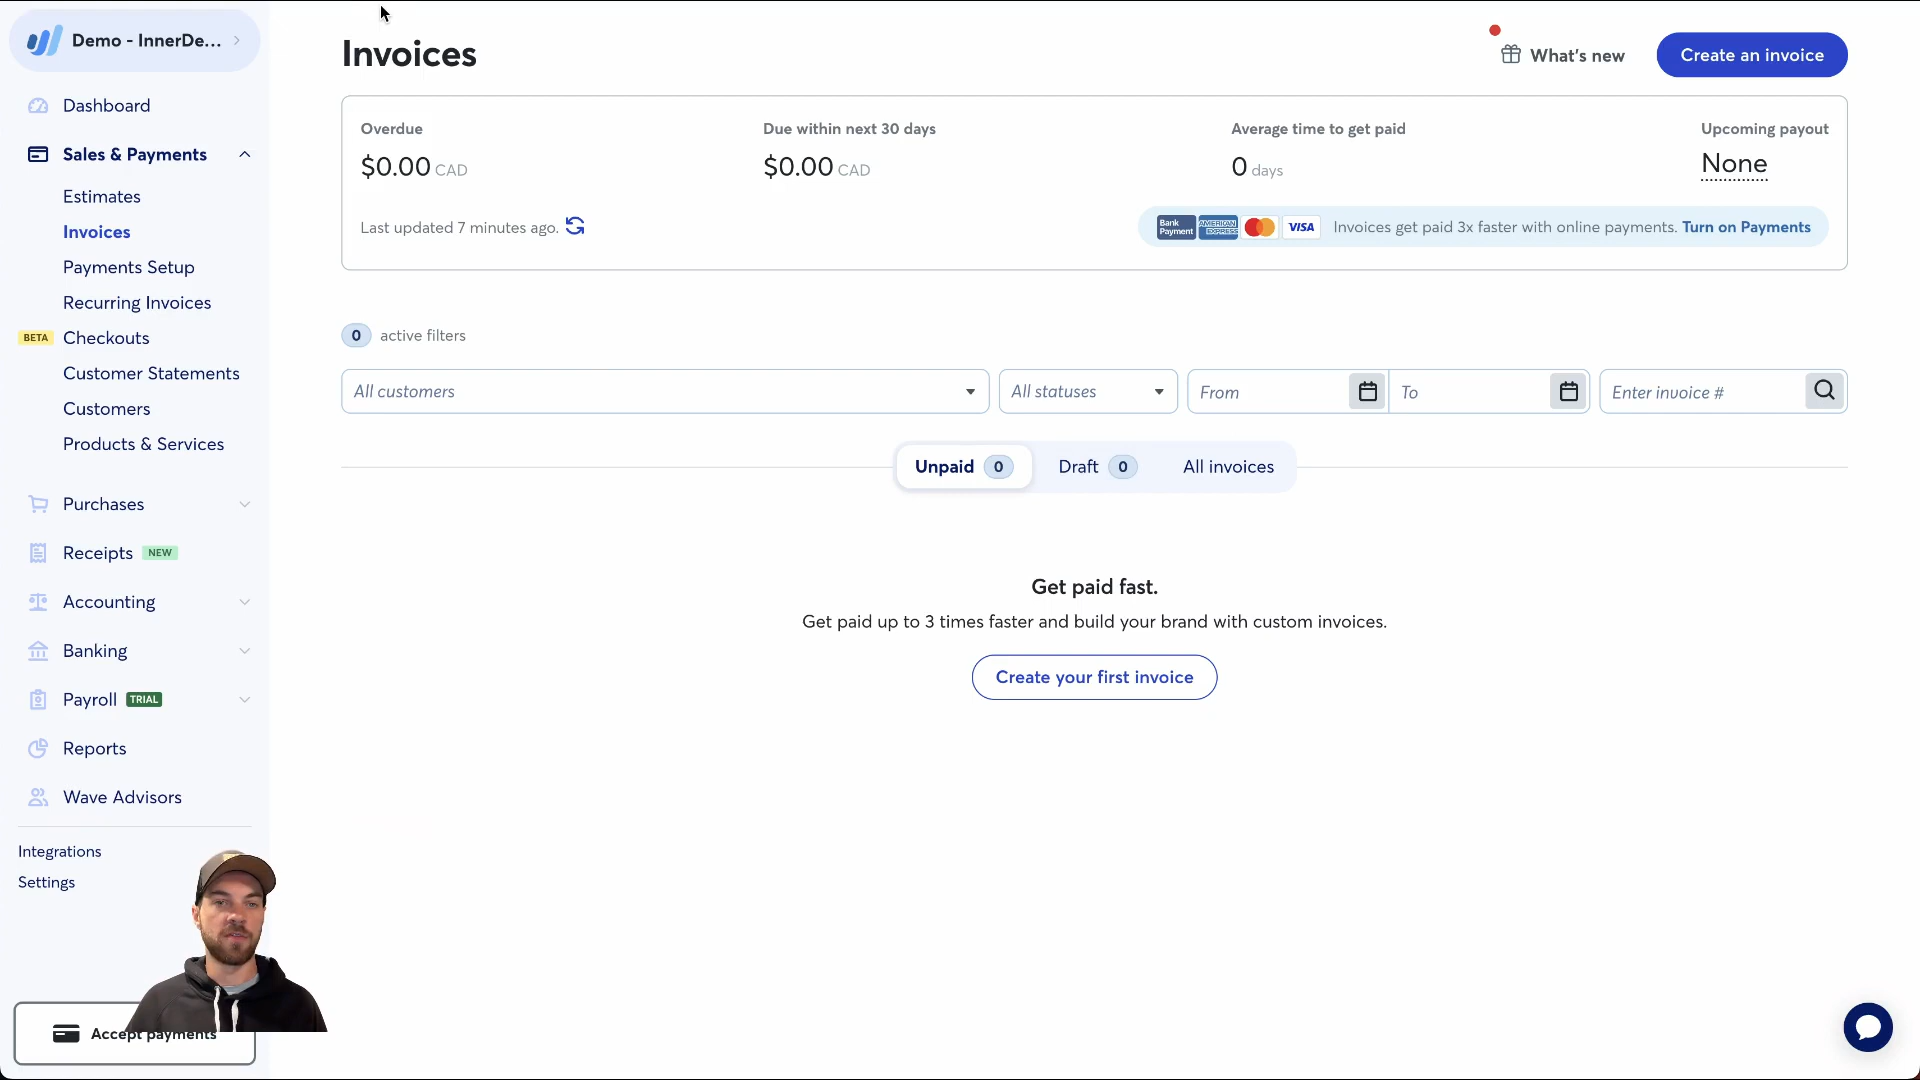 Demo - InnerDe...
Dashboard
Sales & Payments
Estimates
Invoices
Payments Setup
Recurring Invoices
BETA Checkouts
Customer Statements
Customers
Products & Services
Purchases
Receipts NEW
Accounting
Banking
Payroll TRIAL
Reports
Wave Advisors
Integrations
Settings
Accept payments
Invoices
What's new
Create an invoice
Overdue
$0.00 CAD
Due within next 30 days
$0.00 CAD
Average time to get paid
0 days
Upcoming payout
None
Last updated 7 minutes ago.
Bank
Payment
AMERICAN
EXPRESS
VISA
Invoices get paid 3x faster with online payments. Turn on Payments
0 active filters
All customers
All statuses
From
To
Enter invoice #
Unpaid 0
Draft 0
All invoices
Get paid fast.
Get paid up to 3 times faster and build your brand with custom invoices.
Create your first invoice